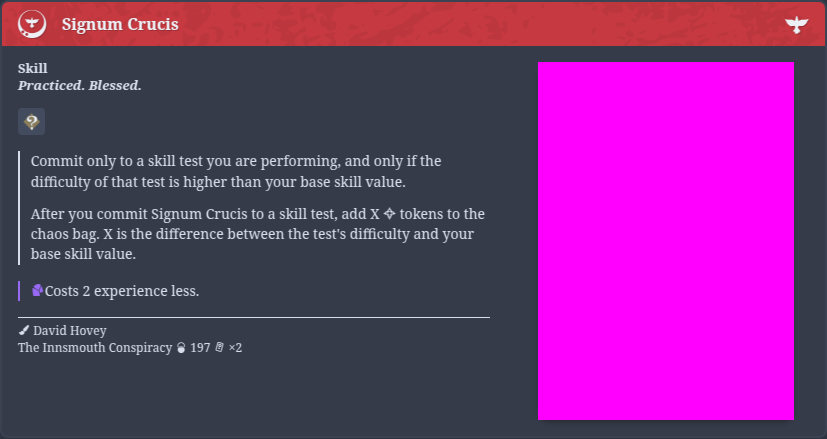 Signum Crucis
Skill
Practiced. Blessed.
?
Commit only to a skill test you are performing, and only if the
difficulty of that test is higher than your base skill value.
After you commit Signum Crucis to a skill test, add X tokens to the
chaos bag. X is the difference between the test's difficulty and your
base skill value.
Costs 2 experience less.
David Hovey
The Innsmouth Conspiracy 197 ×2